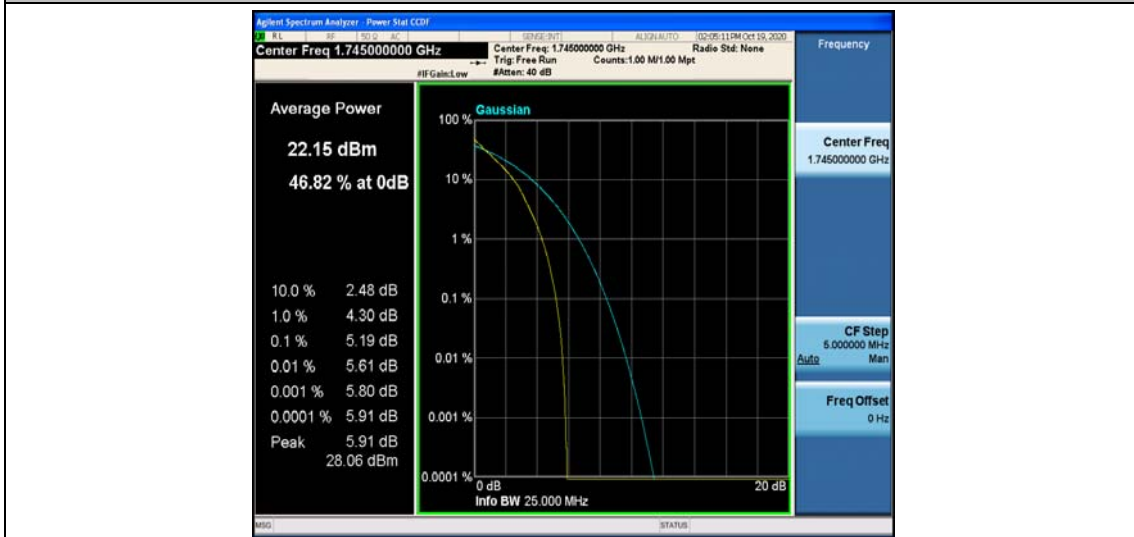 Agilent Spectrum Analyzer - Power Stat CCDF
RL RF 50 Ω AC SENSE:INT ALIGN AUTO 02:05:11 PM Oct 19, 2020
Center Freq 1.745000000 GHz
Center Freq: 1.745000000 GHz Radio Std: None
Trig: Free Run Counts:1.00 M/1.00 Mpt
#IFGain:Low #Atten: 40 dB
Frequency
Average Power
22.15 dBm
46.82 % at 0dB
10.0 % 2.48 dB
1.0 % 4.30 dB
0.1 % 5.19 dB
0.01 % 5.61 dB
0.001 % 5.80 dB
0.0001 % 5.91 dB
Peak 5.91 dB
28.06 dBm
Gaussian
100 %
10 %
1 %
0.1 %
0.01 %
0.001 %
0.0001 %
0 dB 20 dB
Info BW 25.000 MHz
Center Freq
1.745000000 GHz
CF Step
5.000000 MHz
Auto Man
Freq Offset
0 Hz
MSG STATUS